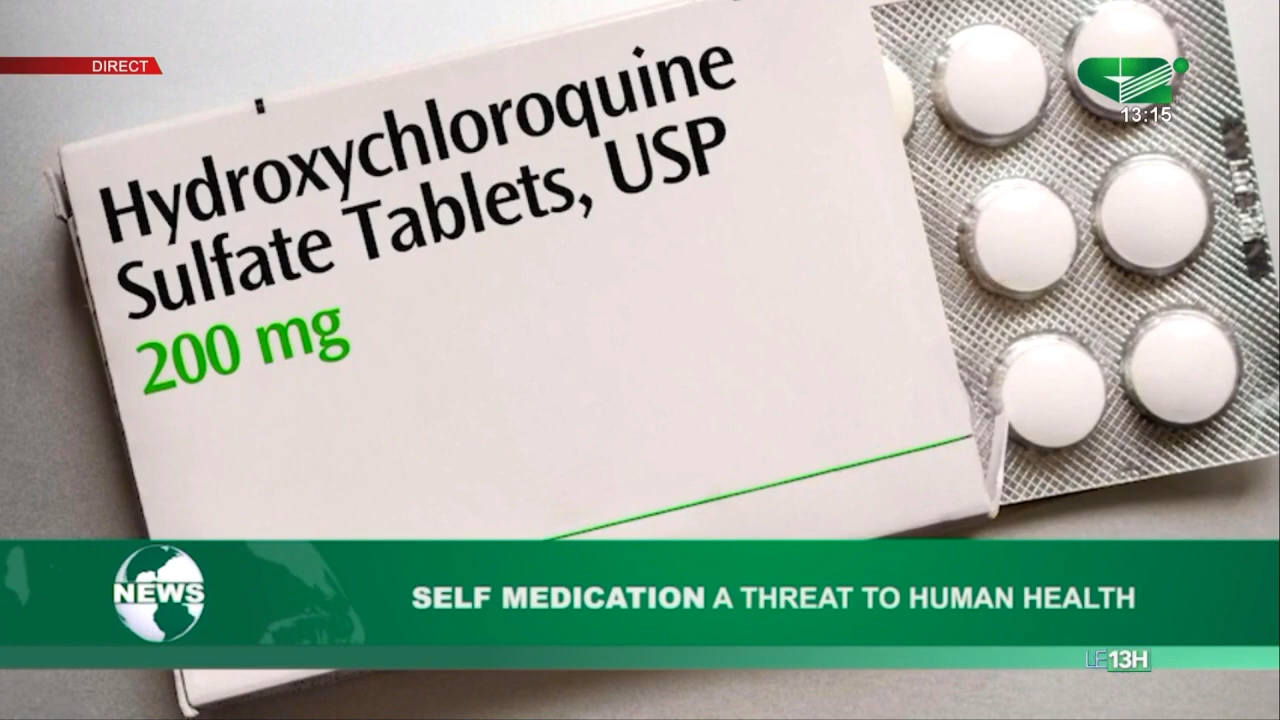 DIRECT
13:15
Hydroxychloroquine
Sulfate Tablets, USP
200 mg
NEWS
SELF MEDICATION A THREAT TO HUMAN HEALTH
LE13H